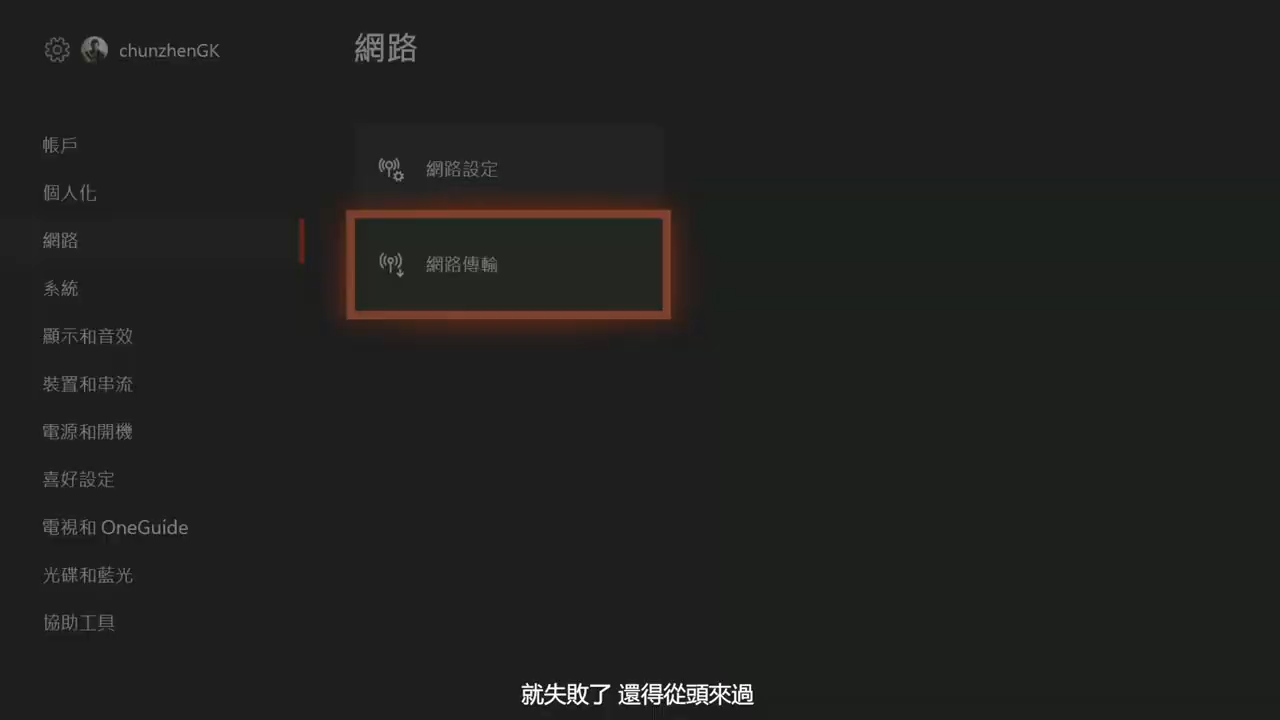 chunzhenGK
網路
帳戶
個人化
網路
系統
顯示和音效
裝置和串流
電源和開機
喜好設定
電視和 OneGuide
光碟和藍光
協助工具
網路設定
網路傳輸
就失敗了 還得從頭來過